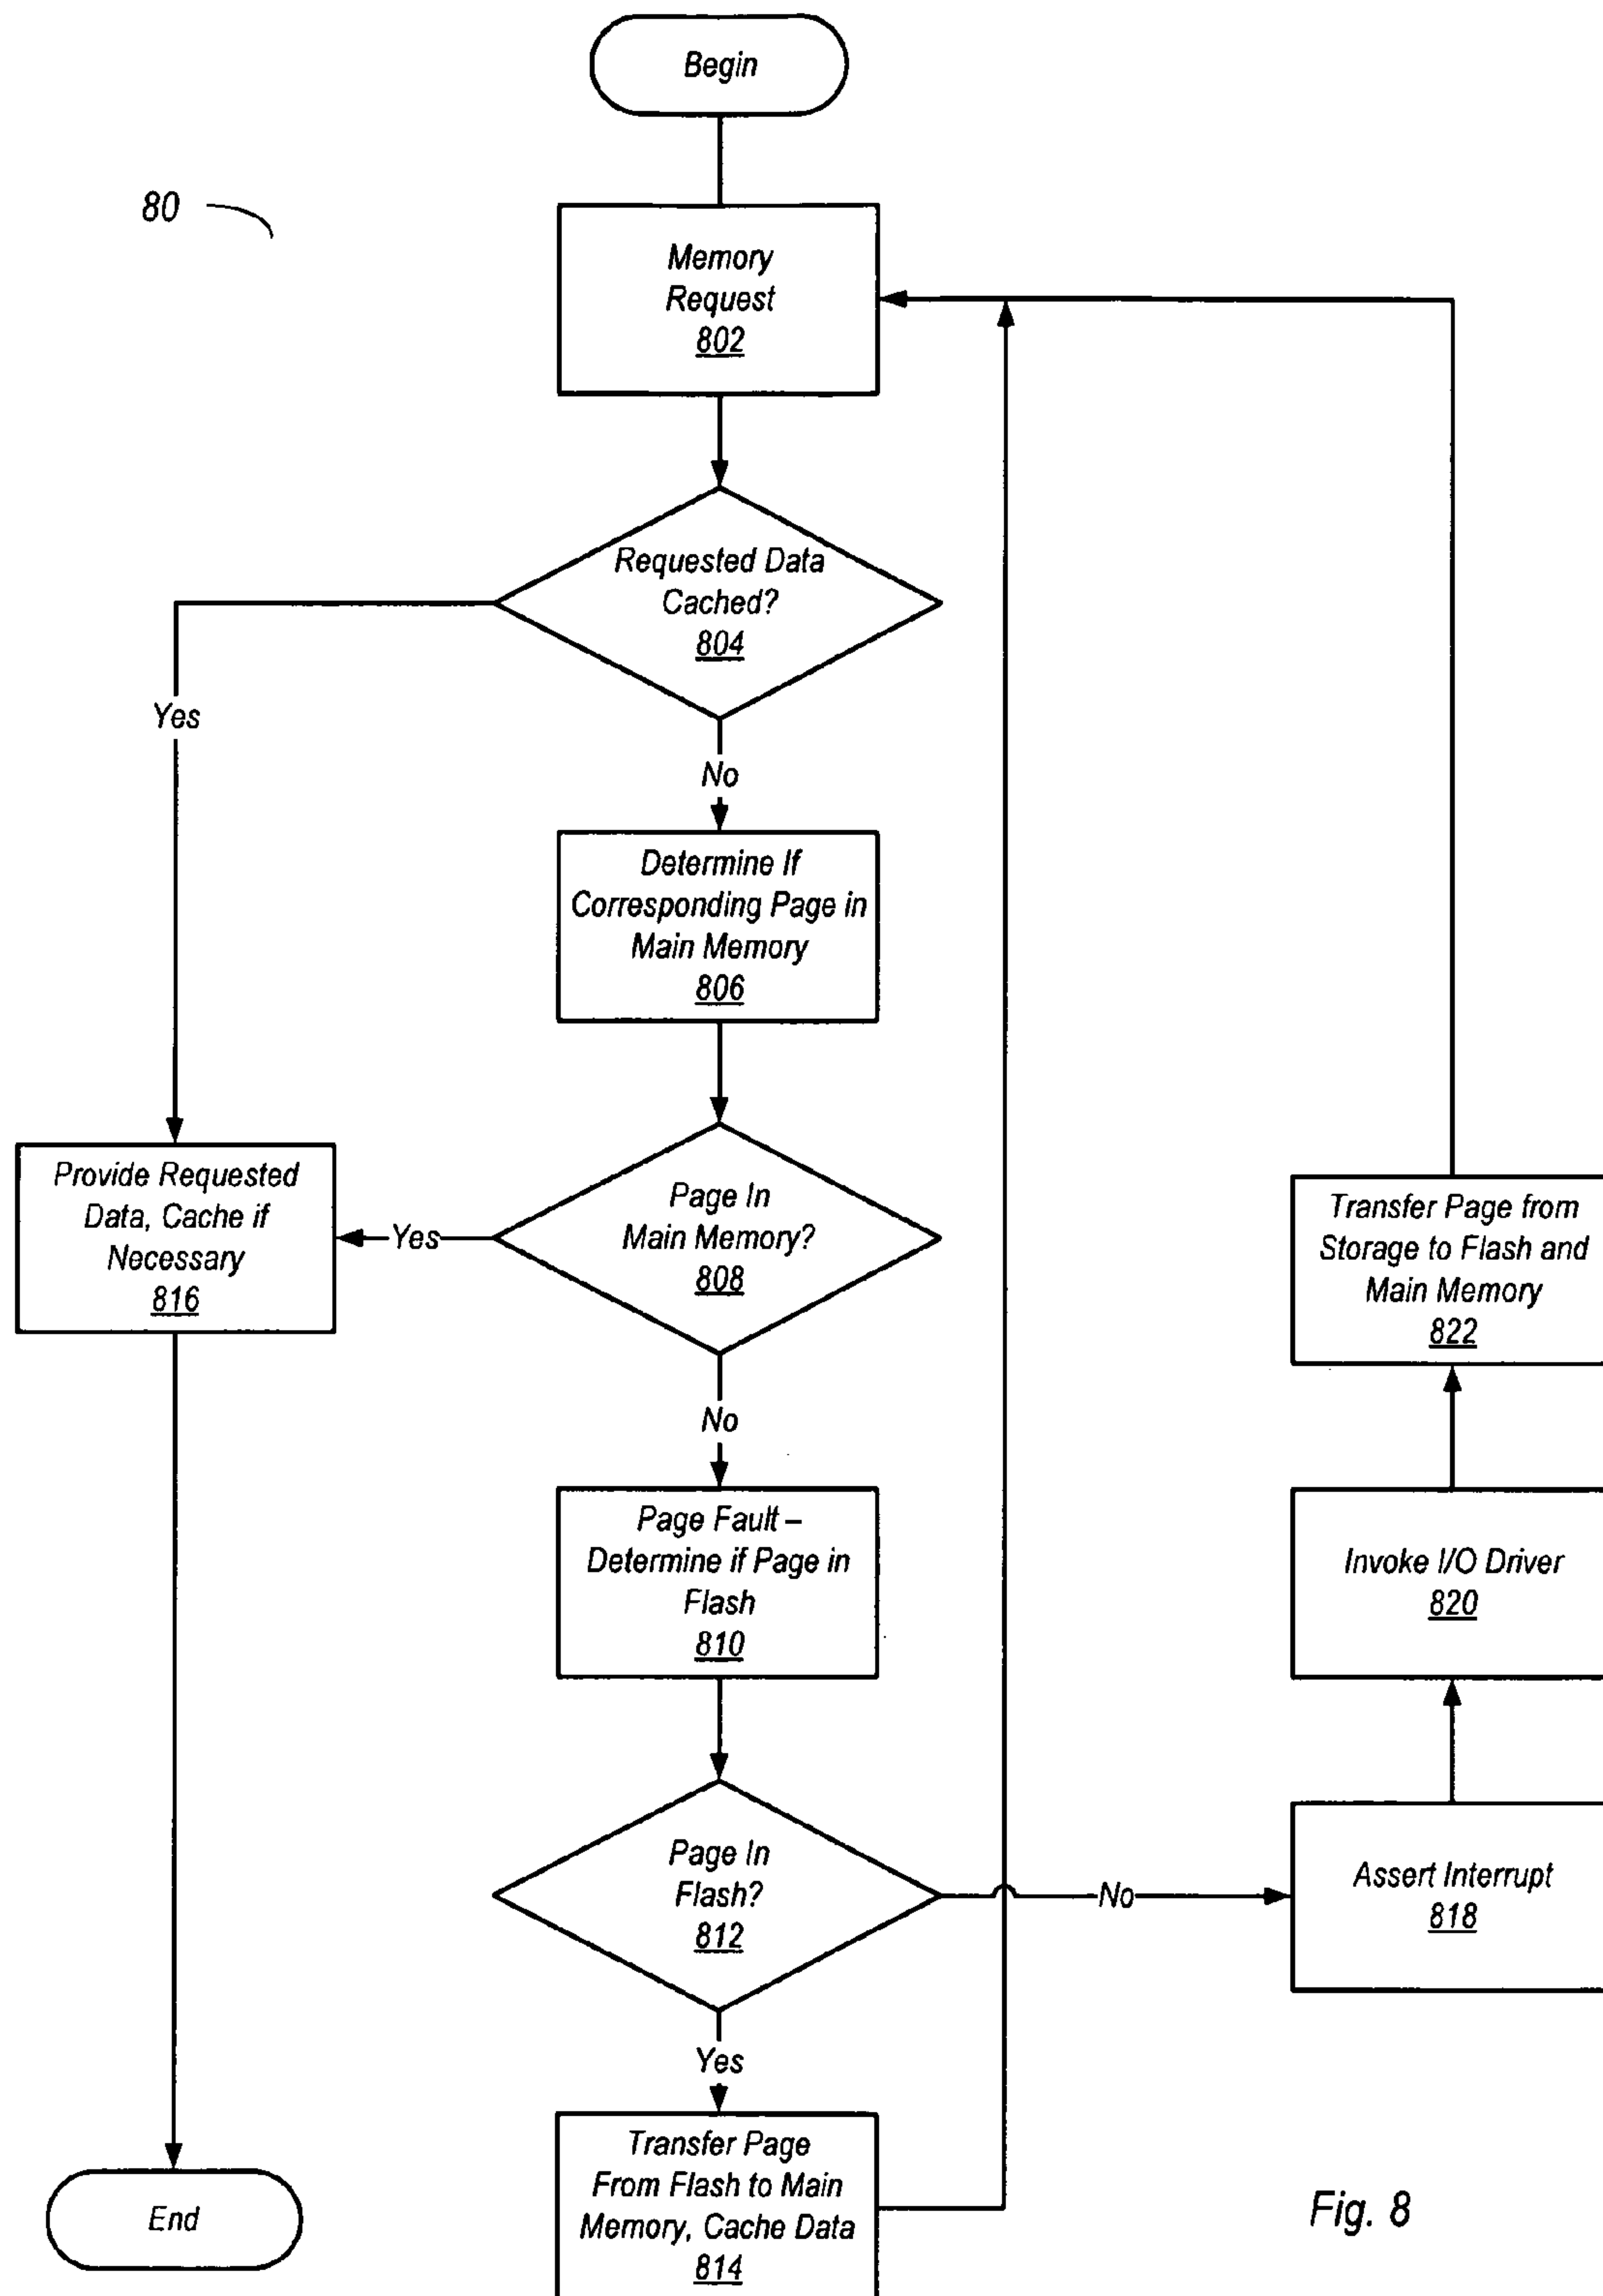 Begin
80
Memory
Request
802
Requested Data
Cached?
804
Yes
No
Determine If
Corresponding Page in
Main Memory
806
Provide Requested
Data, Cache if
Necessary
816
Yes
Page In
Main Memory?
808
Transfer Page from
Storage to Flash and
Main Memory
822
No
Page Fault –
Determine if Page in
Flash
810
Invoke I/O Driver
820
Page In
Flash?
812
No
Assert Interrupt
818
Yes
Transfer Page
From Flash to Main
Memory, Cache Data
814
End
Fig. 8